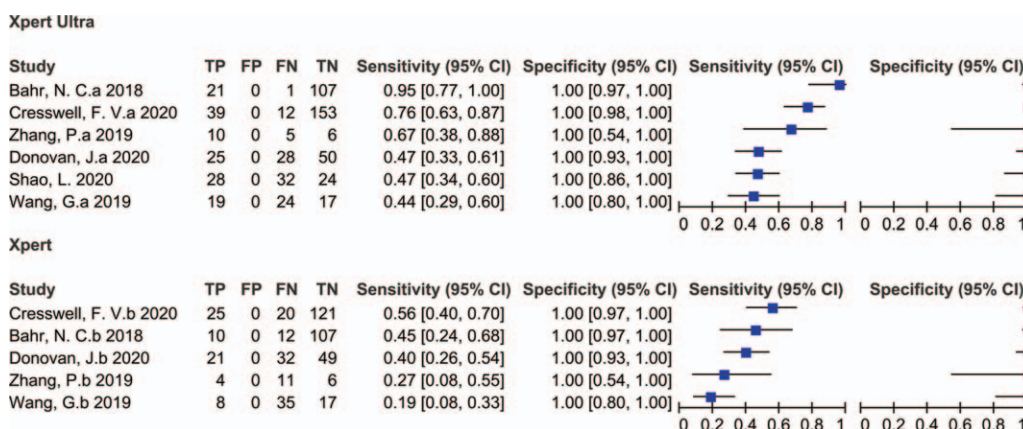 Xpert Ultra
Study TP FP FN TN Sensitivity (95% CI) Specificity (95% CI) Sensitivity (95% CI) Specificity (95% CI)
Bahr, N. C.a 2018 21 0 1 107 0.95 [0.77, 1.00] 1.00 [0.97, 1.00]
Cresswell, F. V.a 2020 39 0 12 153 0.76 [0.63, 0.87] 1.00 [0.98, 1.00]
Zhang, P.a 2019 10 0 5 6 0.67 [0.38, 0.88] 1.00 [0.54, 1.00]
Donovan, J.a 2020 25 0 28 50 0.47 [0.33, 0.61] 1.00 [0.93, 1.00]
Shao, L. 2020 28 0 32 24 0.47 [0.34, 0.60] 1.00 [0.86, 1.00]
Wang, G.a 2019 19 0 24 17 0.44 [0.29, 0.60] 1.00 [0.80, 1.00]
0 0.2 0.4 0.6 0.8 1 0 0.2 0.4 0.6 0.8 1
Xpert
Study TP FP FN TN Sensitivity (95% CI) Specificity (95% CI) Sensitivity (95% CI) Specificity (95% CI)
Cresswell, F. V.b 2020 25 0 20 121 0.56 [0.40, 0.70] 1.00 [0.97, 1.00]
Bahr, N. C.b 2018 10 0 12 107 0.45 [0.24, 0.68] 1.00 [0.97, 1.00]
Donovan, J.b 2020 21 0 32 49 0.40 [0.26, 0.54] 1.00 [0.93, 1.00]
Zhang, P.b 2019 4 0 11 6 0.27 [0.08, 0.55] 1.00 [0.54, 1.00]
Wang, G.b 2019 8 0 35 17 0.19 [0.08, 0.33] 1.00 [0.80, 1.00]
0 0.2 0.4 0.6 0.8 1 0 0.2 0.4 0.6 0.8 1